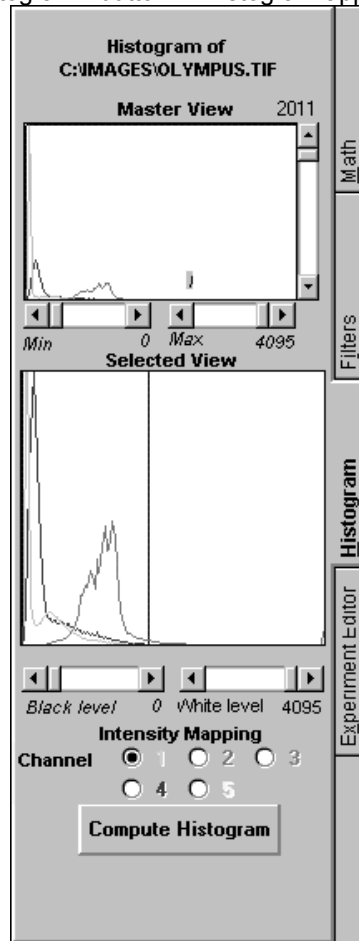 Histogram of
C:\IMAGES\OLYMPUS.TIF
Master View 2011
Min 0 Max 4095
Selected View
Black level 0 White level 4095
Intensity Mapping
Channel 1 2 3
4 5
Compute Histogram
Math
Filters
Histogram
Experiment Editor